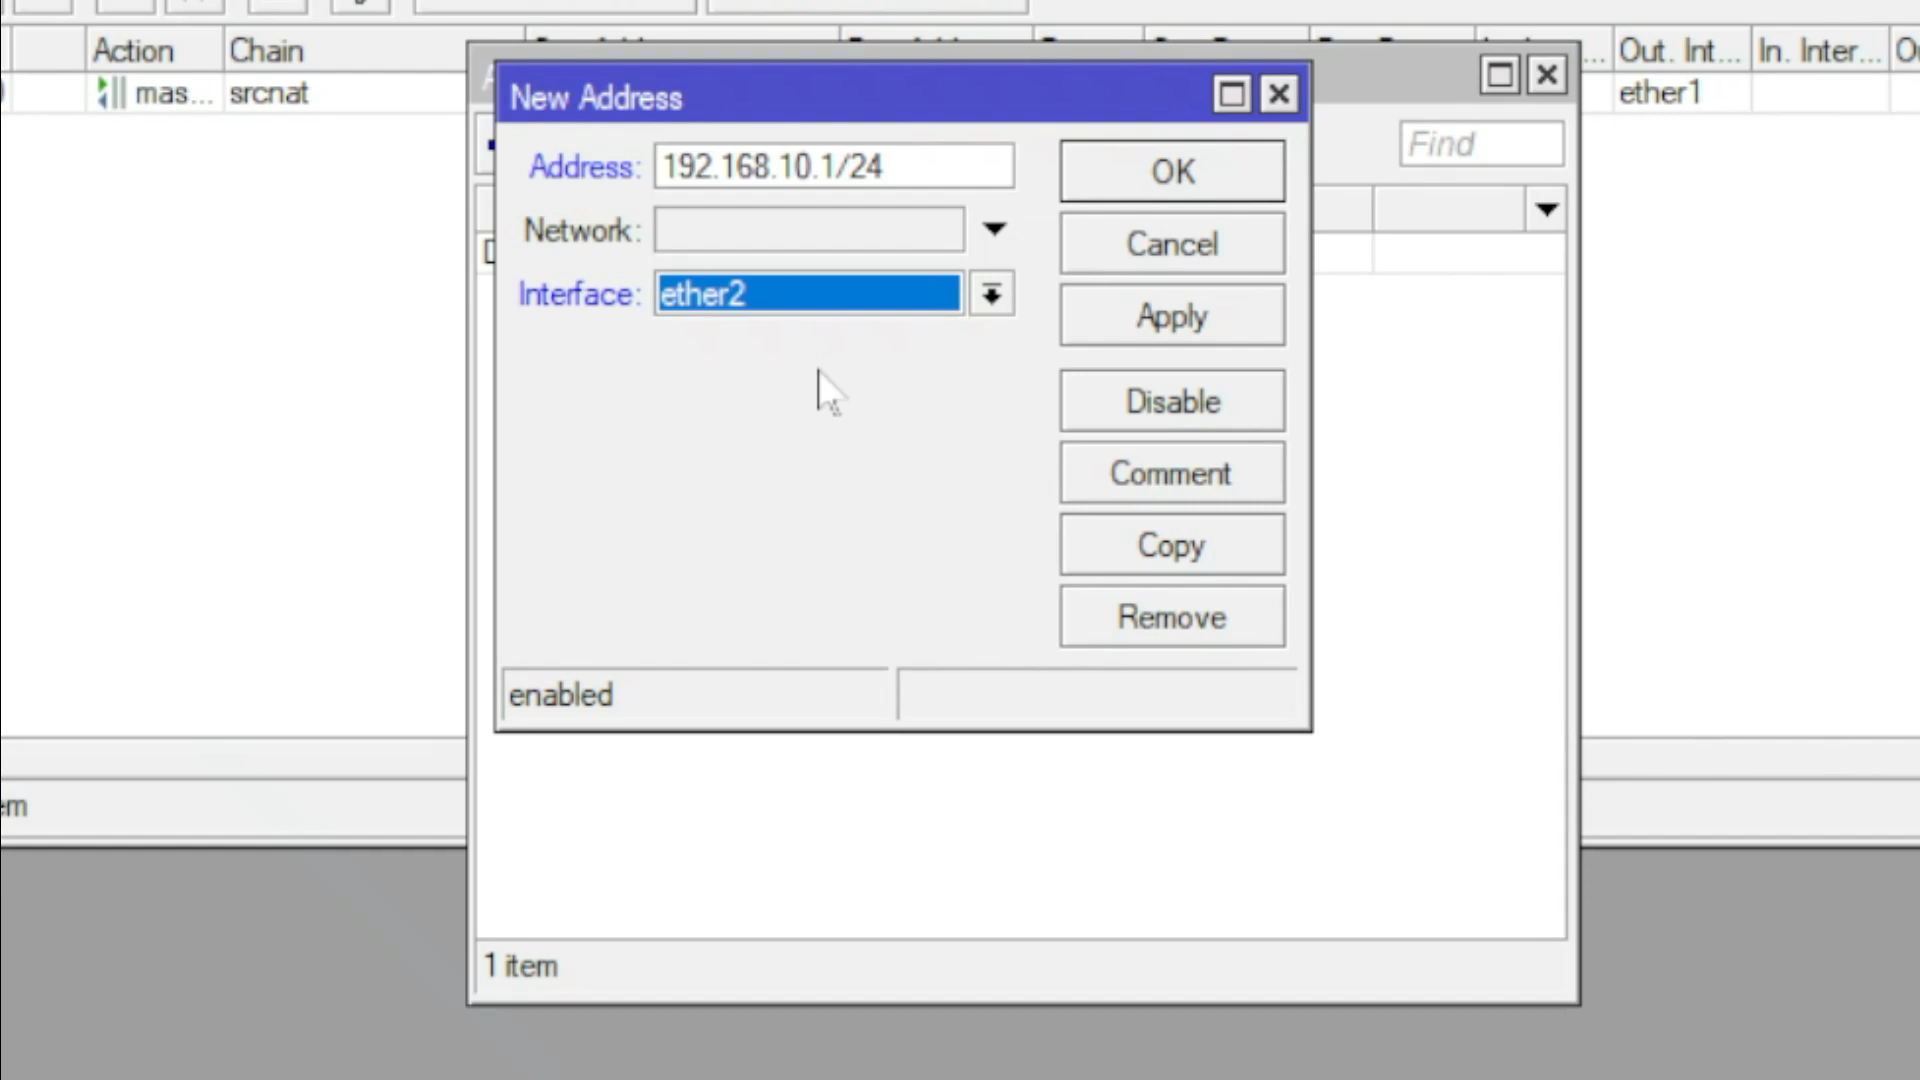 Action Chain Out. Int... In. Inter...
mas... srcnat ether1
New Address
Find
Address: 192.168.10.1/24
Network:
Interface: ether2
OK
Cancel
Apply
Disable
Comment
Copy
Remove
enabled
1 item